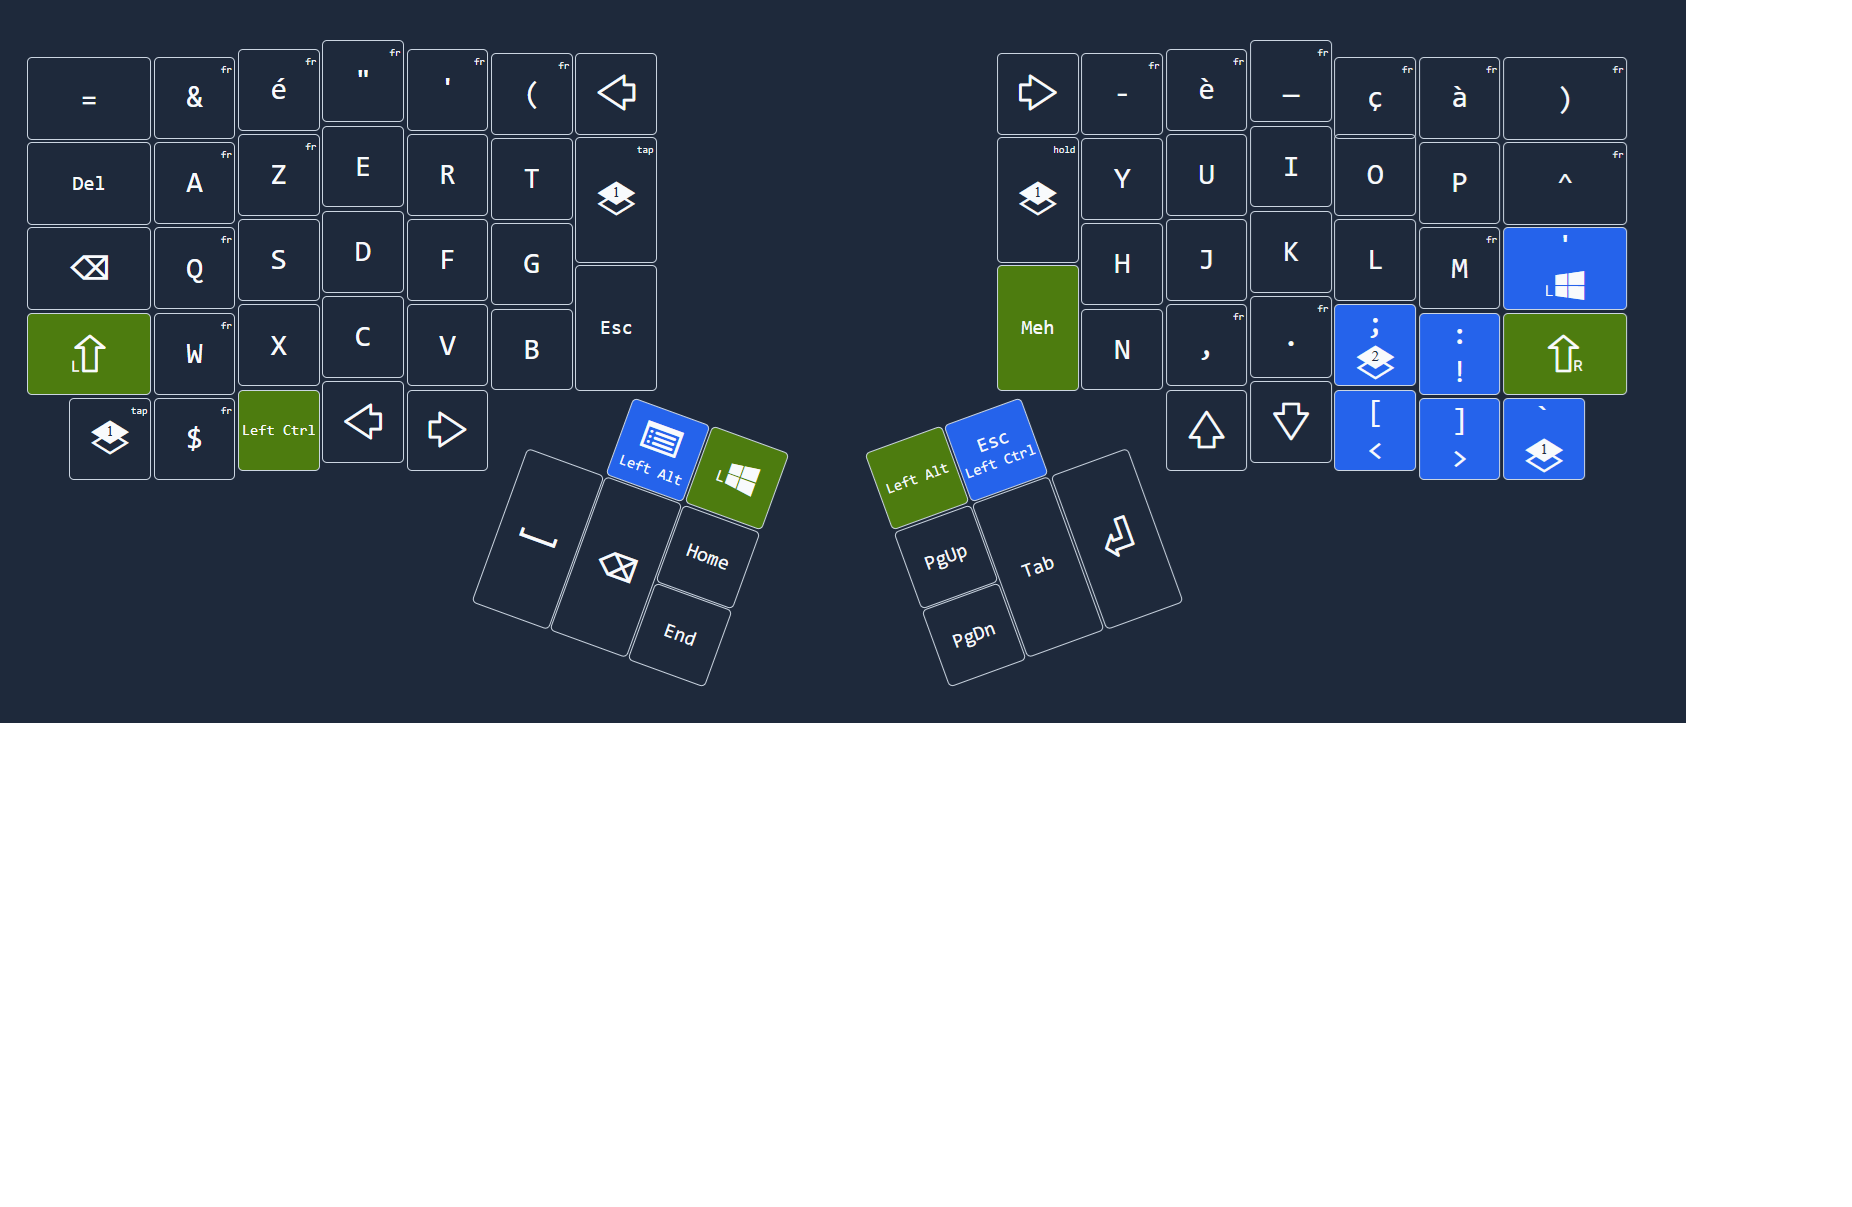 = fr & fr é fr " fr ' fr (
fr - fr è fr _ fr ç fr à fr )
Del fr A fr Z E R T tap 1
hold 1 Y U I O P fr ^
fr Q S D F G
H J K L fr M ' L
L fr W X C V B Esc
Meh N fr , fr . ; 2 : ! R
tap 1 fr $ Left Ctrl
[ < ] > ` 1
Left Alt L
Left Alt Esc Left Ctrl
Home
PgUp Tab
End
PgDn